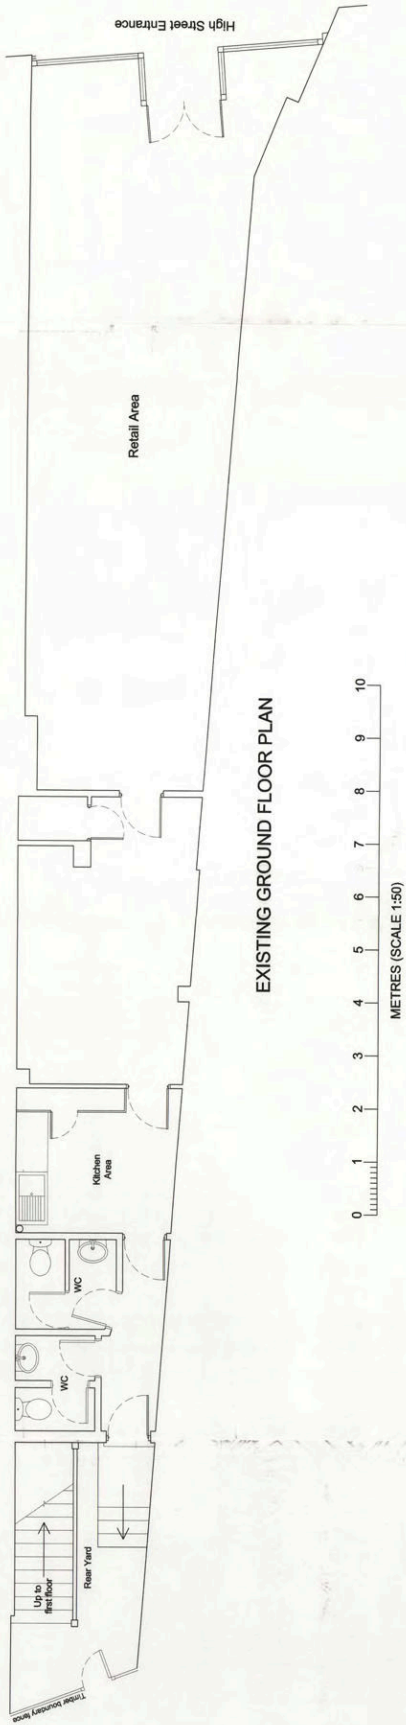 High Street Entrance
Retail Area
EXISTING GROUND FLOOR PLAN
Kitchen
Area
WC
WC
Up to
first floor
Rear Yard
Timber boundary fence
0 1 2 3 4 5 6 7 8 9 10
METRES (SCALE 1:50)